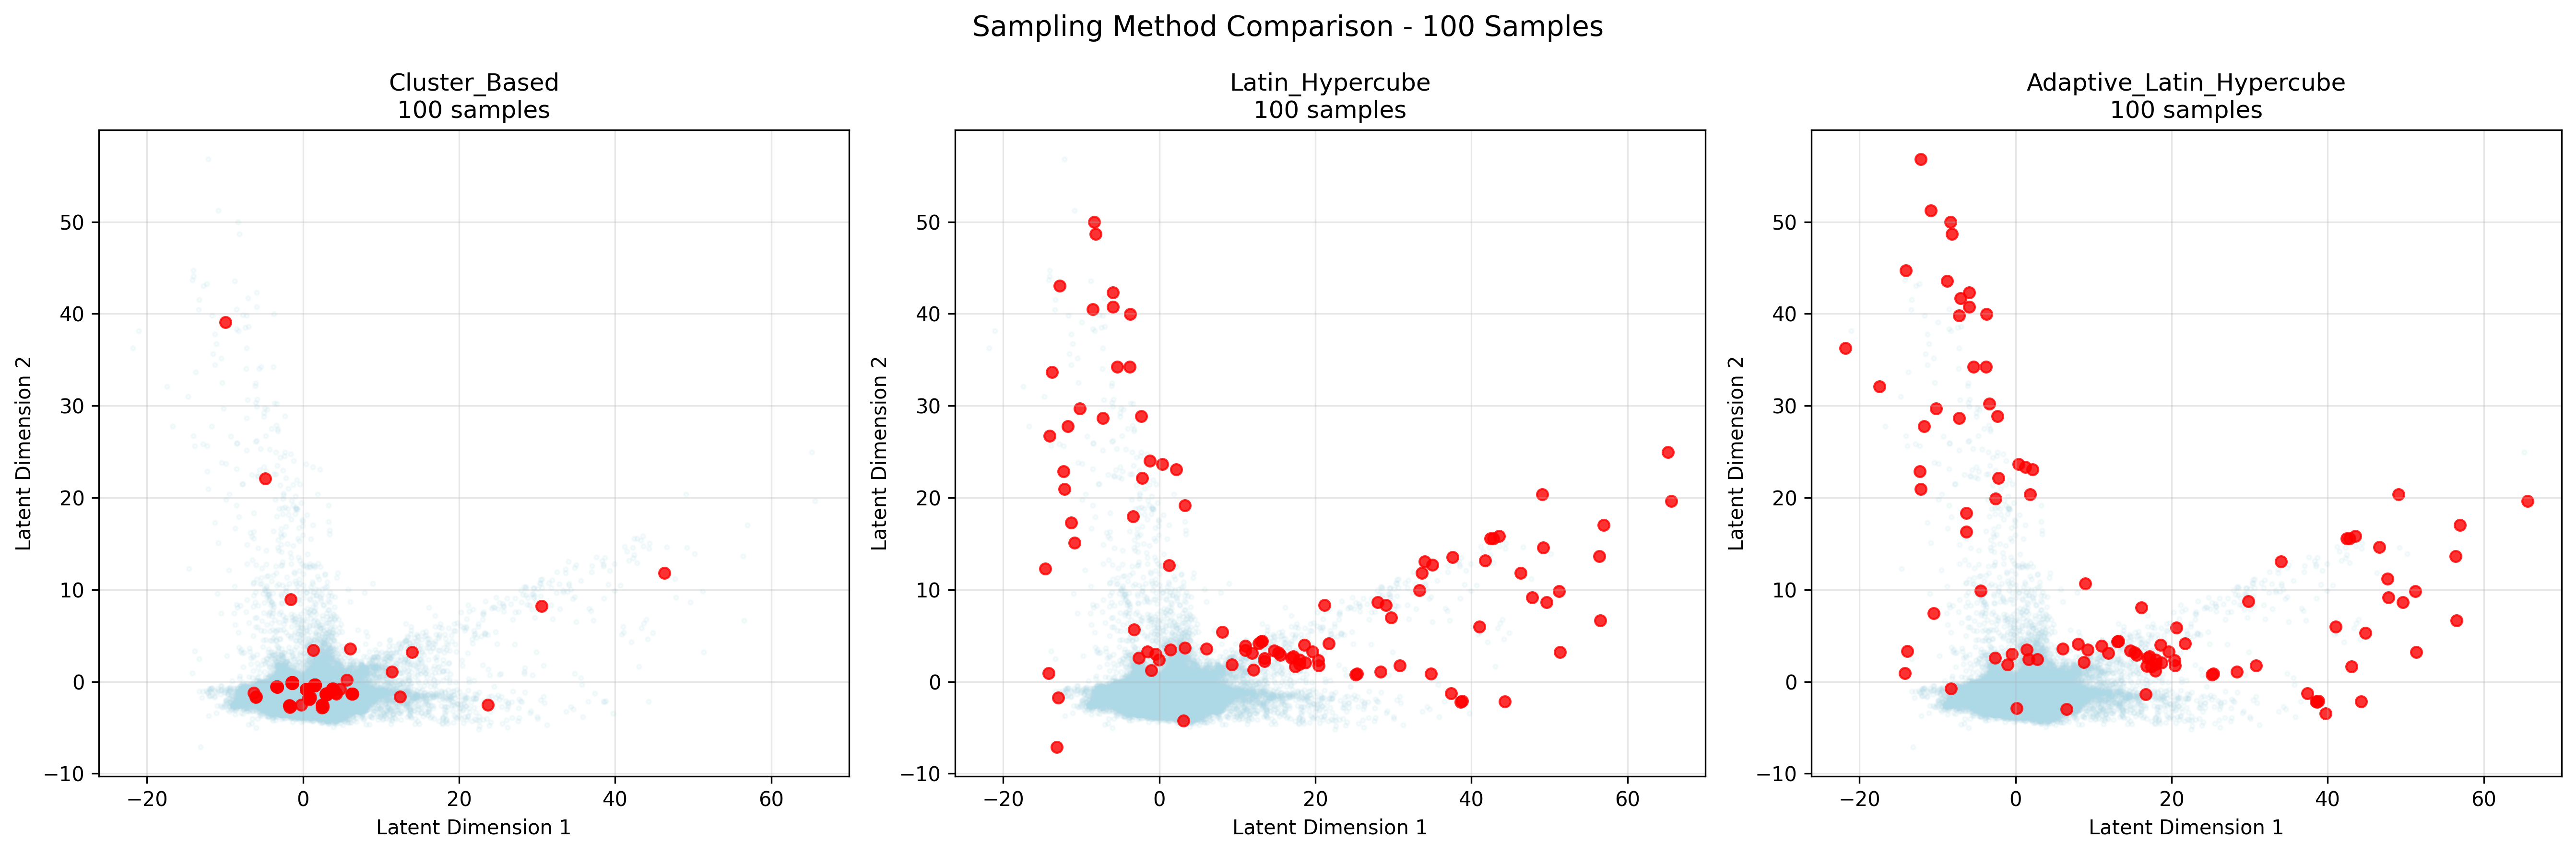 Sampling Method Comparison - 100 Samples
Cluster_Based
100 samples
50
40
30
20
10
0
−10
−20
0
20
40
60
Latent Dimension 2
Latent Dimension 1
Latin_Hypercube
100 samples
50
40
30
20
10
0
−10
−20
0
20
40
60
Latent Dimension 2
Latent Dimension 1
Adaptive_Latin_Hypercube
100 samples
50
40
30
20
10
0
−10
−20
0
20
40
60
Latent Dimension 2
Latent Dimension 1